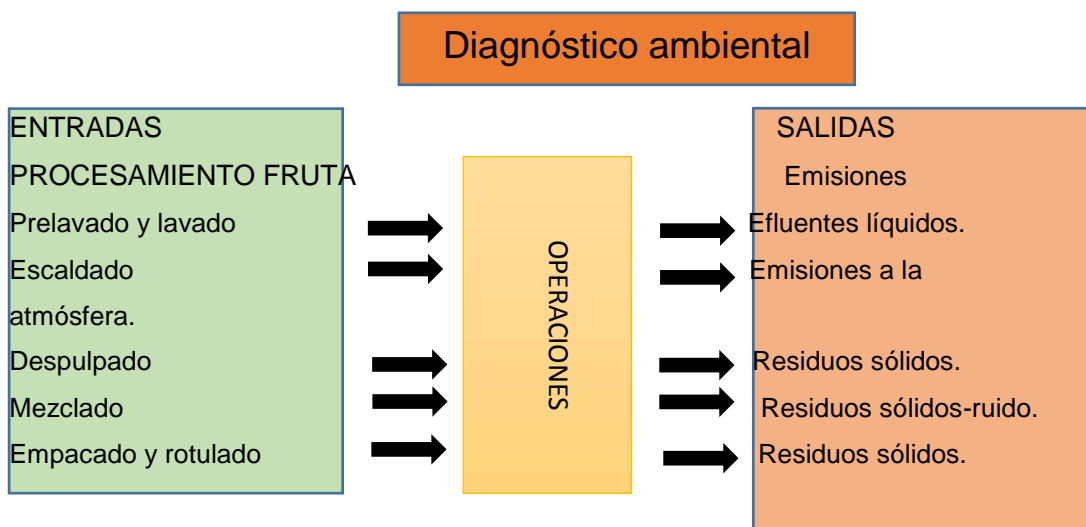 Diagnóstico ambiental
ENTRADAS
PROCESAMIENTO FRUTA
Prelavado y lavado
Escaldado
atmósfera.
Despulpado
Mezclado
Empacado y rotulado
OPERACIONES
SALIDAS
Emisiones
Efluentes líquidos.
Emisiones a la
Residuos sólidos.
Residuos sólidos-ruido.
Residuos sólidos.